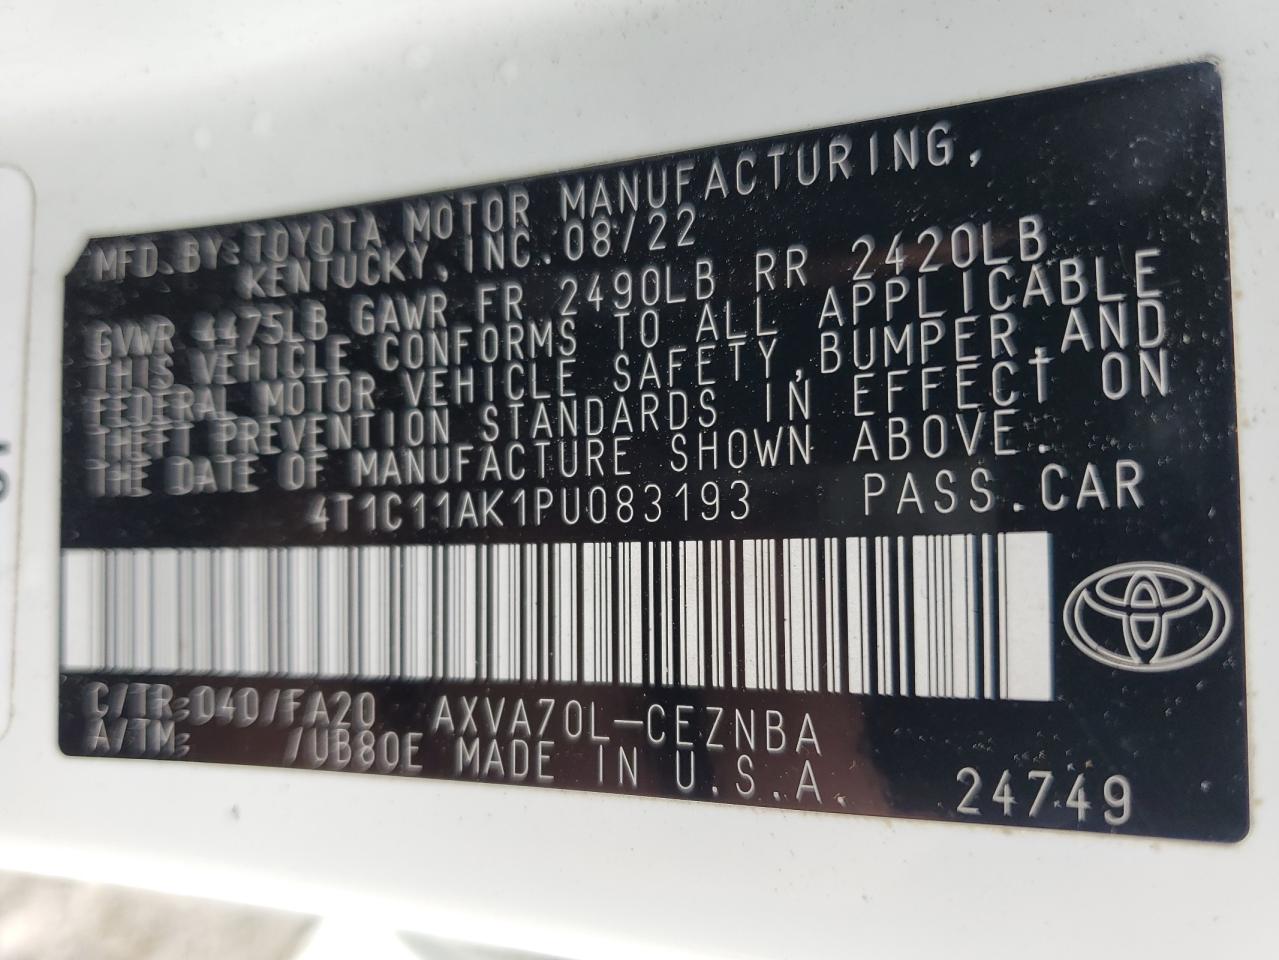 MFD.BY:TOYOTA MOTOR MANUFACTURING,
KENTUCKY,INC.08/22
GVWR 4475LB GAWR FR 2490LB RR 2420LB
THIS VEHICLE CONFORMS TO ALL APPLICABLE
FEDERAL MOTOR VEHICLE SAFETY,BUMPER,AND
THEFT PREVENTION STANDARDS IN EFFECT ON
THE DATE OF MANUFACTURE SHOWN ABOVE.
4T1C11AK1PU083193 PASS.CAR
C/TR:040/FA20 AXVA70L-CEZNBA
A/TM: /UB80E MADE IN U.S.A.
24749